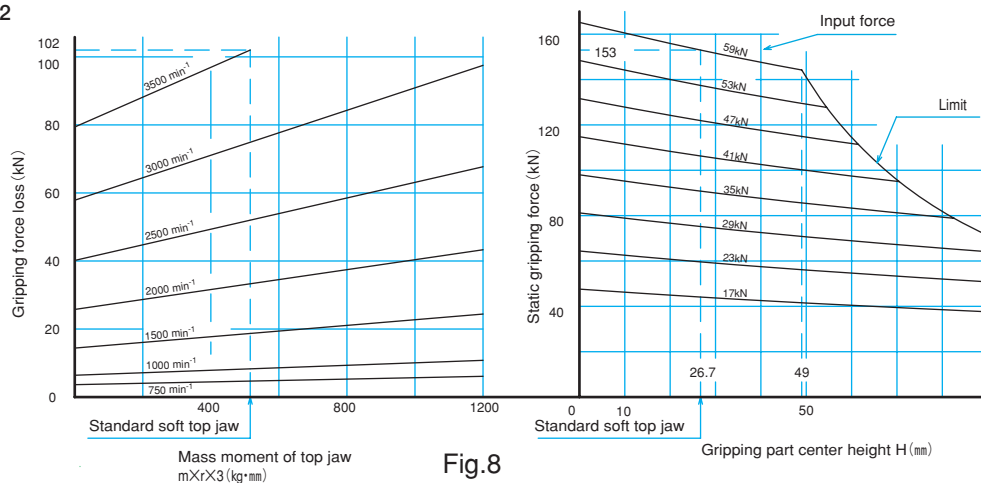 2
Gripping force loss (kN)
102
100
80
60
40
20
0
3500 min⁻¹
3000 min⁻¹
2500 min⁻¹
2000 min⁻¹
1500 min⁻¹
1000 min⁻¹
750 min⁻¹
400
800
1200
Standard soft top jaw
Mass moment of top jaw
m×r×3 (kg・mm)
Fig.8
Static gripping force (kN)
160
120
80
40
153
Input force
Limit
59kN
53kN
47kN
41kN
35kN
29kN
23kN
17kN
26.7
49
0
10
50
Standard soft top jaw
Gripping part center height H (mm)